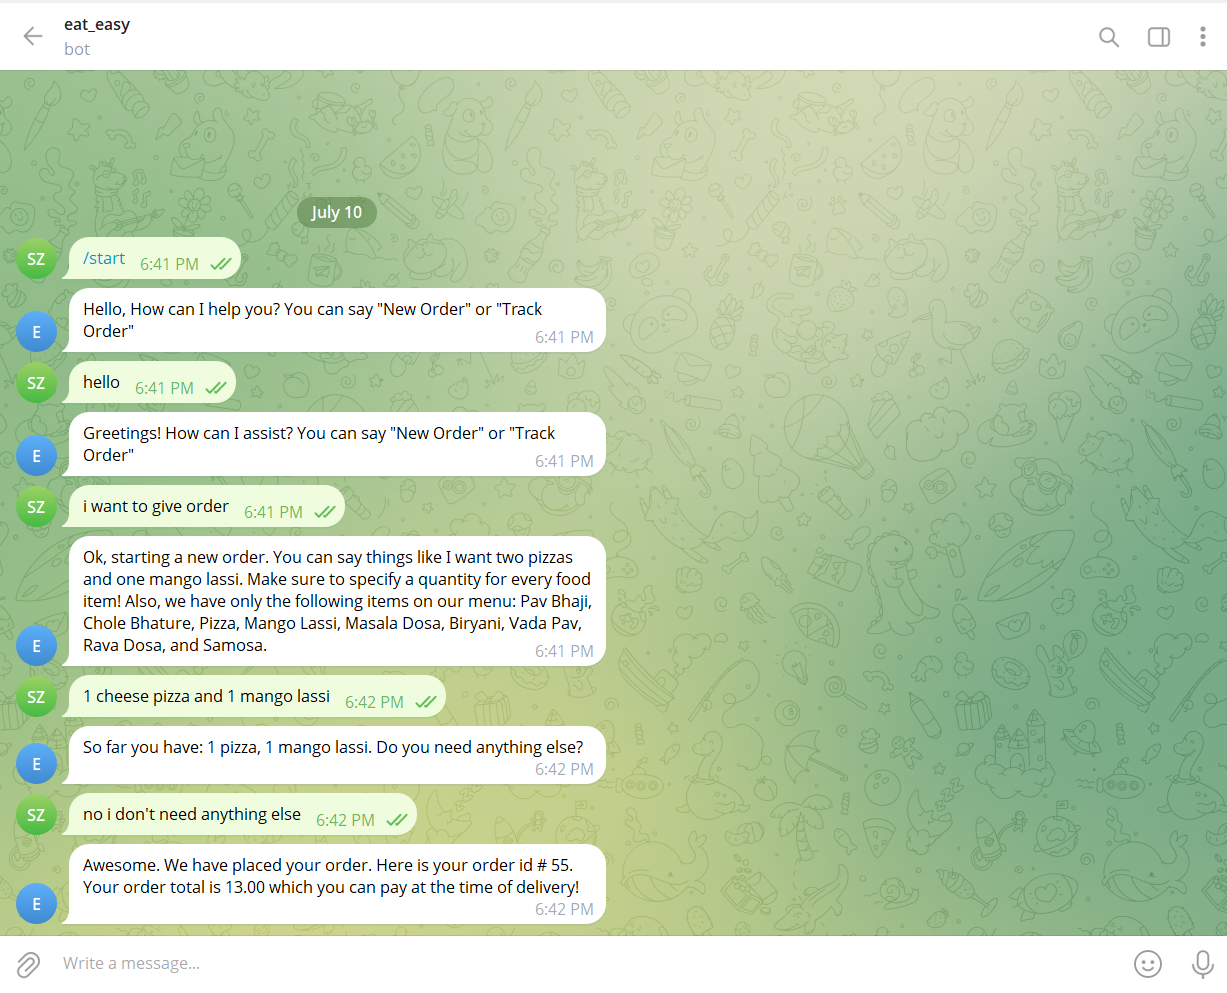 eat_easy
bot
July 10
SZ
/start 6:41 PM
Hello, How can I help you? You can say "New Order" or "Track
Order"
E
6:41 PM
SZ
hello 6:41 PM
Greetings! How can I assist? You can say "New Order" or "Track
Order"
E
6:41 PM
SZ
i want to give order 6:41 PM
Ok, starting a new order. You can say things like I want two pizzas
and one mango lassi. Make sure to specify a quantity for every food
item! Also, we have only the following items on our menu: Pav Bhaji,
Chole Bhature, Pizza, Mango Lassi, Masala Dosa, Biryani, Vada Pav,
Rava Dosa, and Samosa.
E
6:41 PM
SZ
1 cheese pizza and 1 mango lassi 6:42 PM
So far you have: 1 pizza, 1 mango lassi. Do you need anything else?
E
6:42 PM
SZ
no i don't need anything else 6:42 PM
Awesome. We have placed your order. Here is your order id # 55.
Your order total is 13.00 which you can pay at the time of delivery!
E
6:42 PM
Write a message...